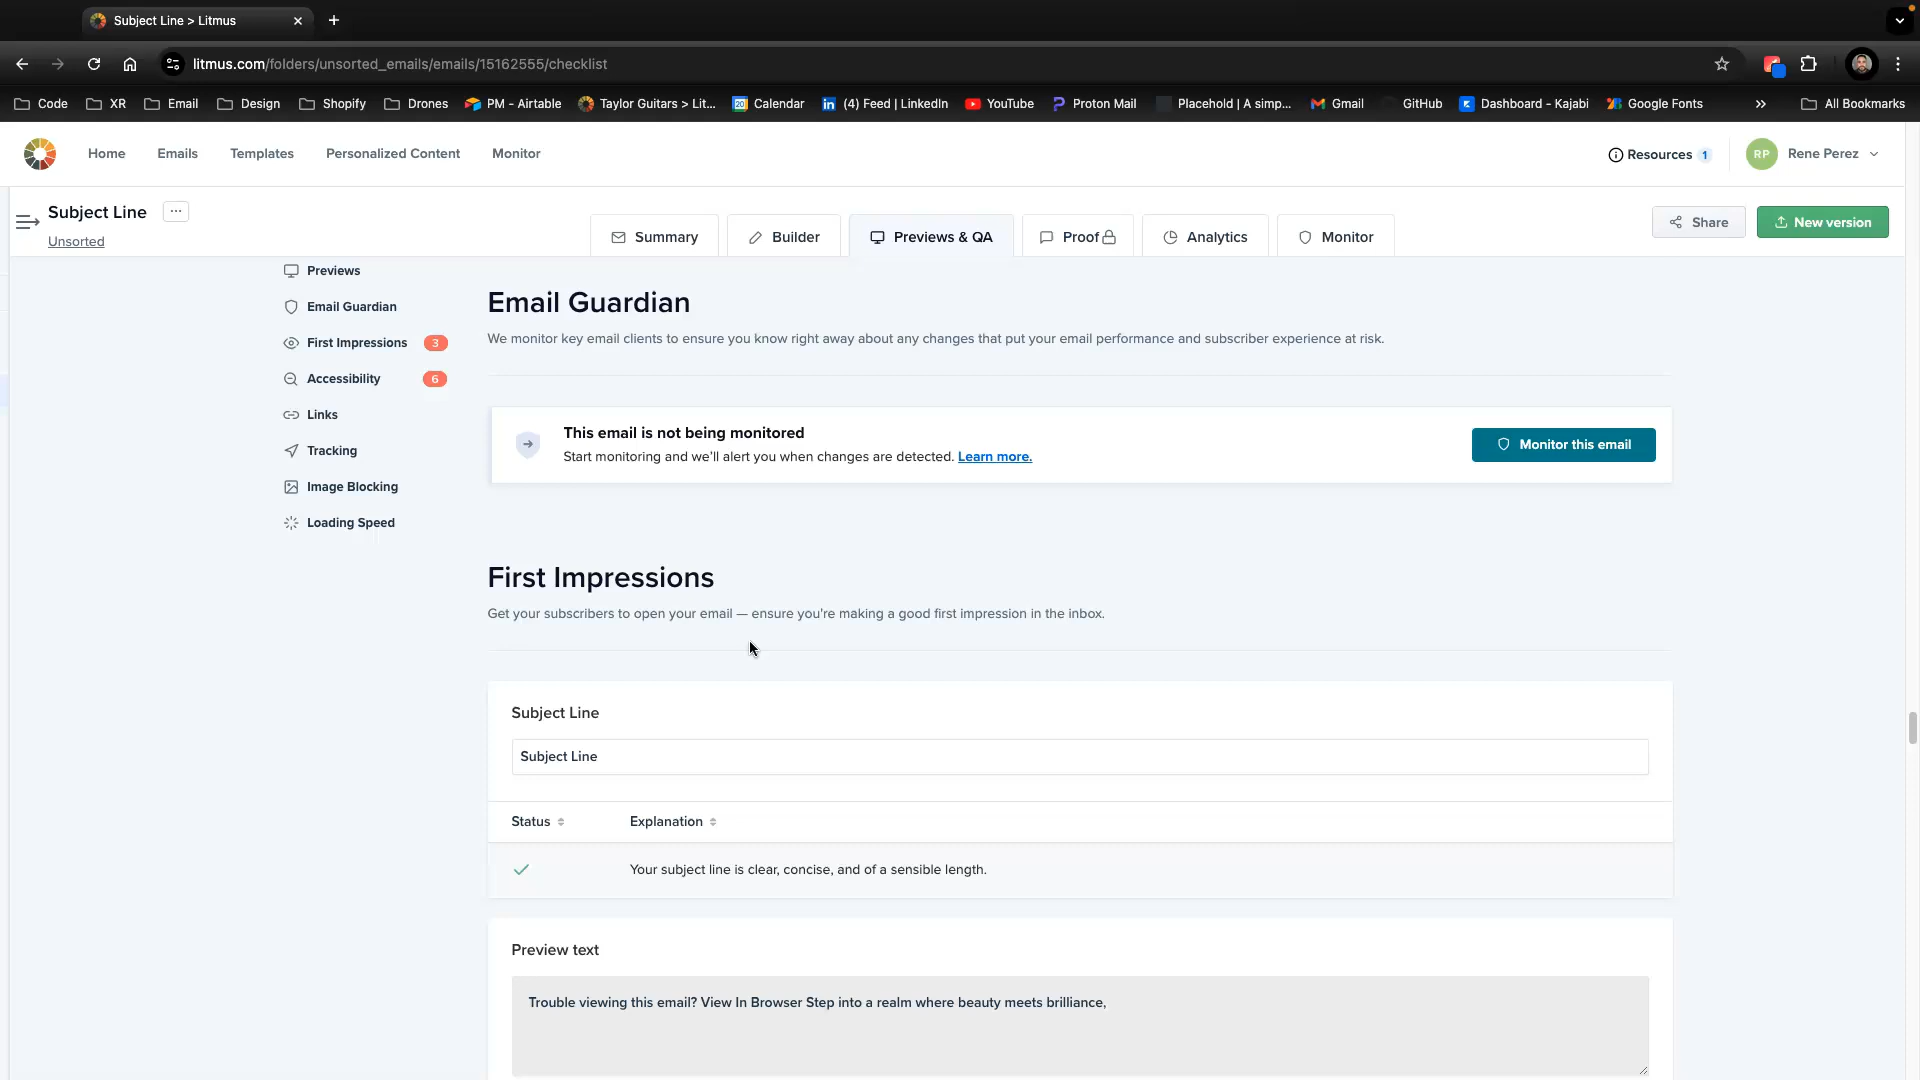 Subject Line > Litmus
litmus.com/folders/unsorted_emails/emails/15162555/checklist
Code XR Email Design Shopify Drones PM - Airtable Taylor Guitars > Lit... 20 Calendar (4) Feed | LinkedIn YouTube Proton Mail Placehold | A simp... Gmail GitHub Dashboard - Kajabi Google Fonts » All Bookmarks
Home Emails Templates Personalized Content Monitor Resources 1 RP Rene Perez
Subject Line ...
Unsorted
Summary Builder Previews & QA Proof Analytics Monitor Share New version
Previews
Email Guardian
First Impressions 3
Accessibility 6
Links
Tracking
Image Blocking
Loading Speed
Email Guardian
We monitor key email clients to ensure you know right away about any changes that put your email performance and subscriber experience at risk.
This email is not being monitored
Start monitoring and we'll alert you when changes are detected. Learn more.
Monitor this email
First Impressions
Get your subscribers to open your email — ensure you're making a good first impression in the inbox.
Subject Line
Subject Line
Status Explanation
Your subject line is clear, concise, and of a sensible length.
Preview text
Trouble viewing this email? View In Browser Step into a realm where beauty meets brilliance,